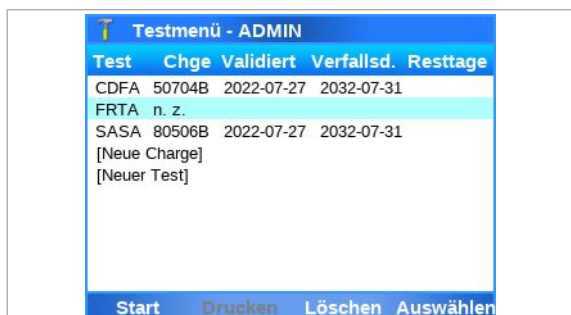 Testmenü - ADMIN
Test Chge Validiert Verfallsd. Resttage
CDFA 50704B 2022-07-27 2032-07-31
FRTA n. z.
SASA 80506B 2022-07-27 2032-07-31
[Neue Charge]
[Neuer Test]
Start Drucken Löschen Auswählen